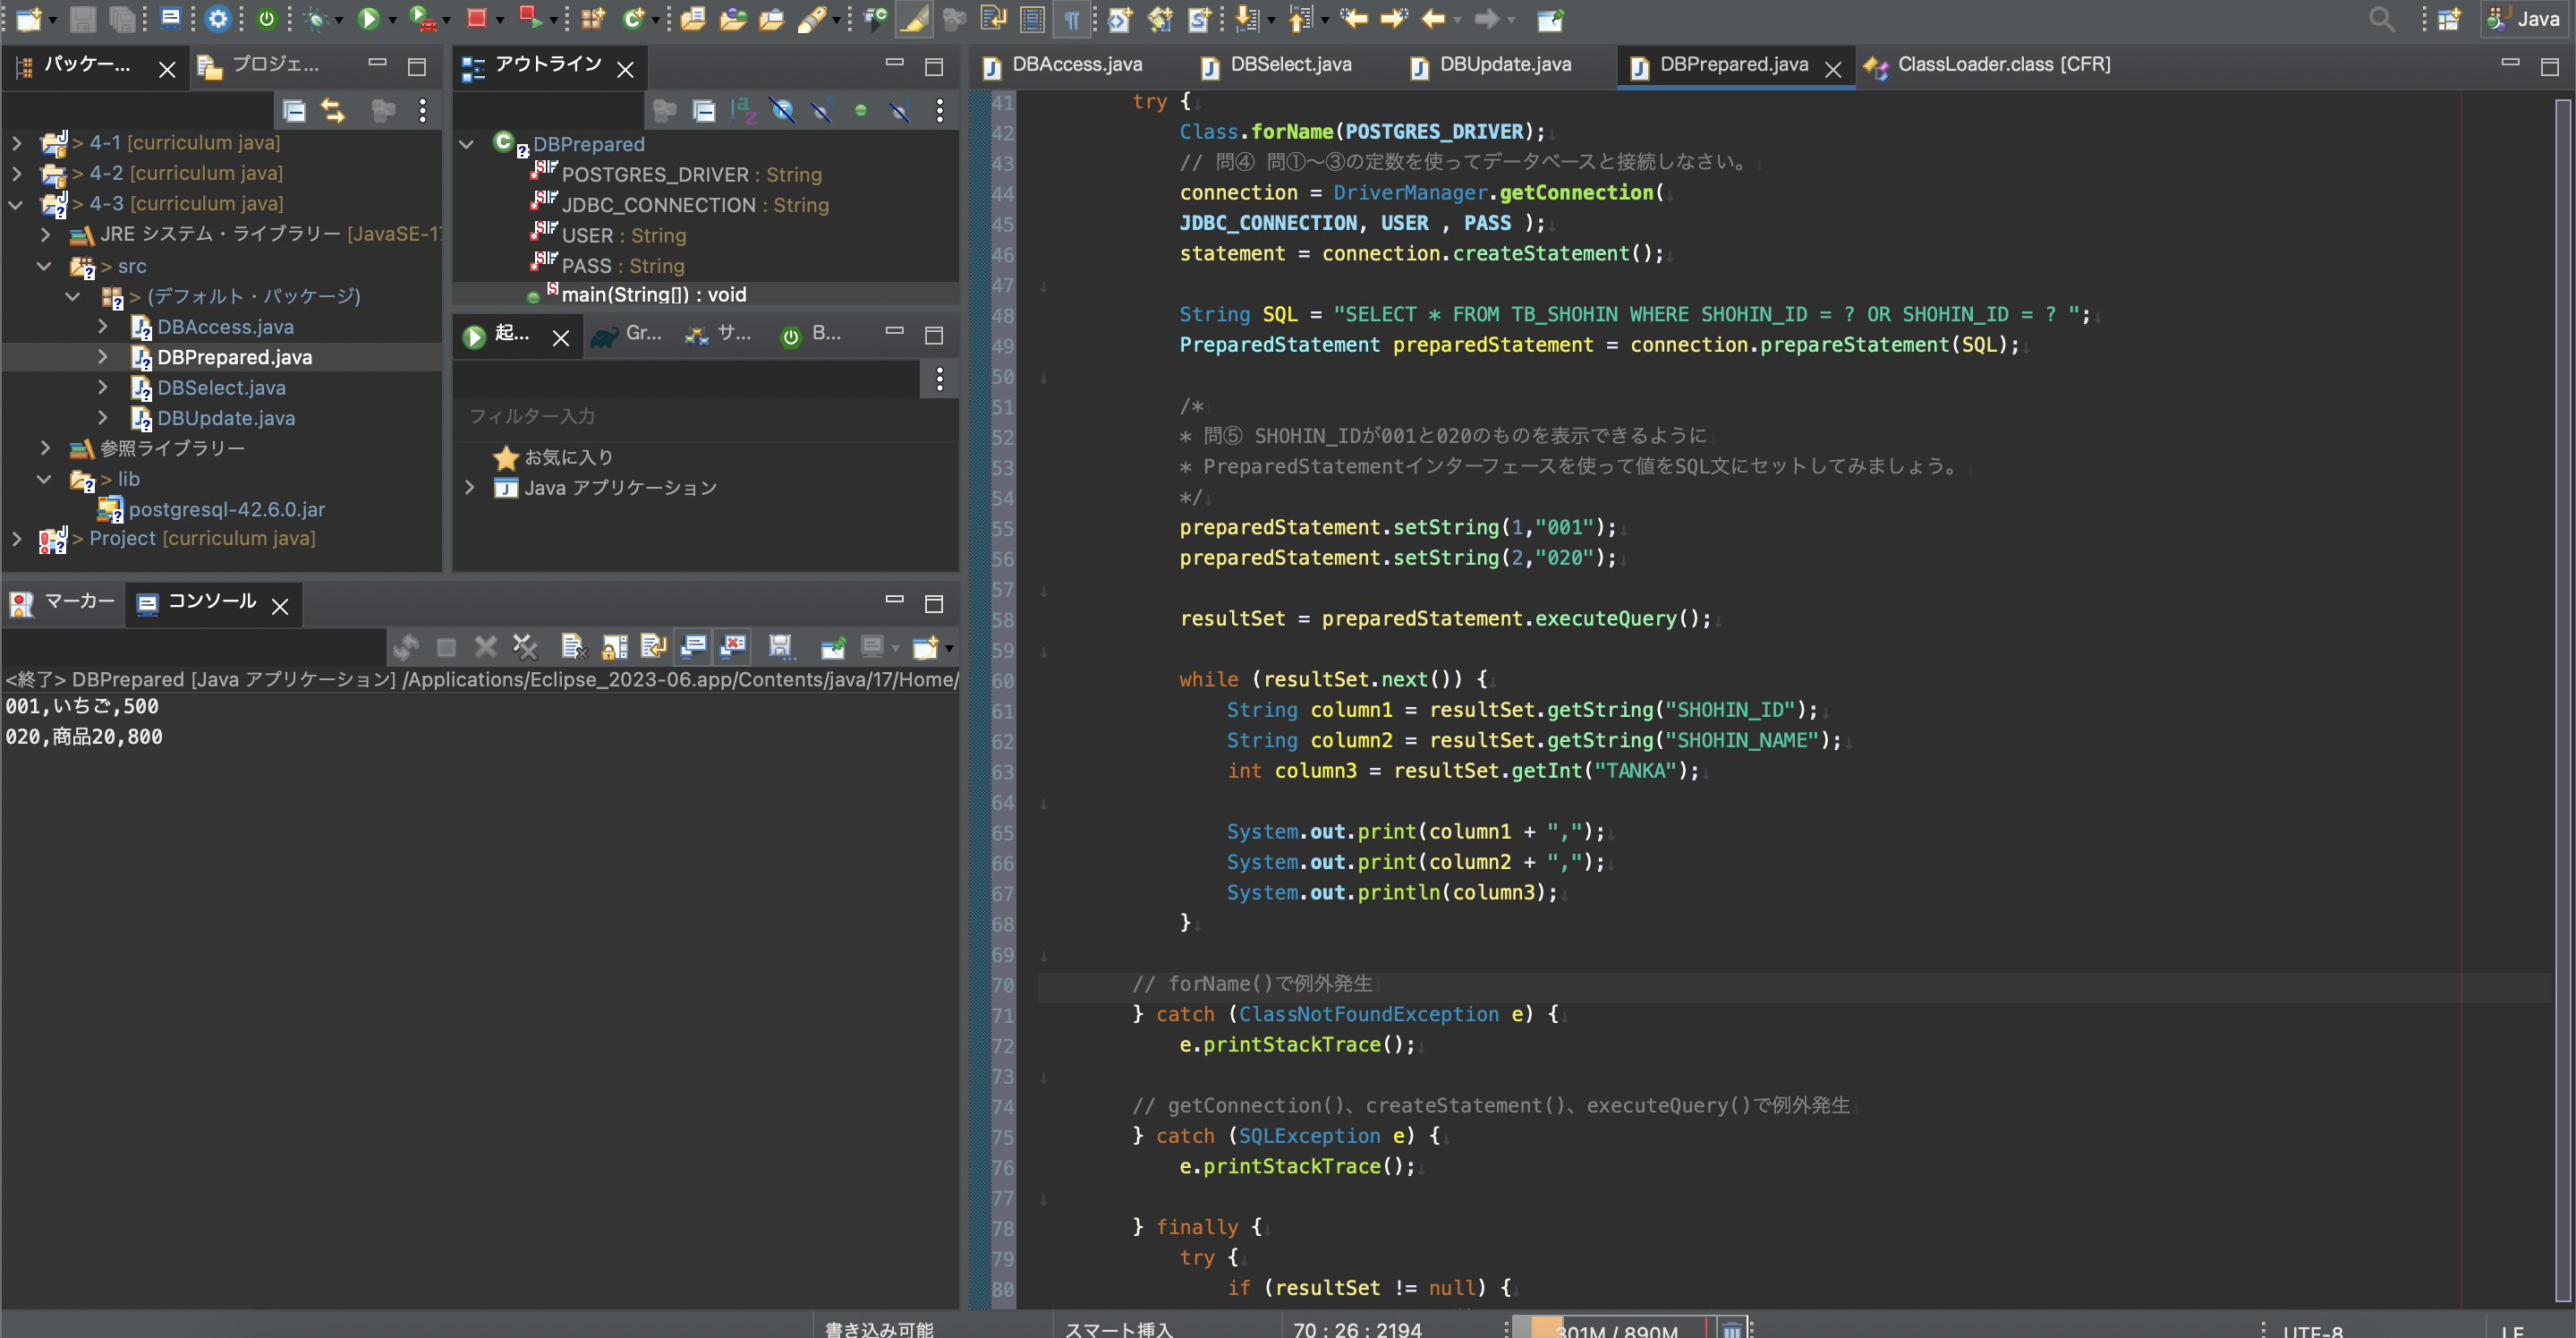 Java
パッケー...
プロジェ...
> 4-1 [curriculum java]
> 4-2 [curriculum java]
> 4-3 [curriculum java]
JRE システム・ライブラリー [JavaSE-17
> src
> (デフォルト・パッケージ)
DBAccess.java
DBPrepared.java
DBSelect.java
DBUpdate.java
参照ライブラリー
> lib
postgresql-42.6.0.jar
> Project [curriculum java]
アウトライン
DBPrepared
POSTGRES_DRIVER : String
JDBC_CONNECTION : String
USER : String
PASS : String
main(String[]) : void
起...
Gr...
サ...
B...
フィルター入力
お気に入り
Java アプリケーション
マーカー
コンソール
<終了> DBPrepared [Java アプリケーション] /Applications/Eclipse_2023-06.app/Contents/java/17/Home/
001,いちご,500
020,商品20,800
DBAccess.java
DBSelect.java
DBUpdate.java
DBPrepared.java
ClassLoader.class [CFR]
41 try {
42 Class.forName(POSTGRES_DRIVER);
43 // 問④ 問①～③の定数を使ってデータベースと接続しなさい。
44 connection = DriverManager.getConnection(
45 JDBC_CONNECTION, USER , PASS );
46 statement = connection.createStatement();
47
48 String SQL = "SELECT * FROM TB_SHOHIN WHERE SHOHIN_ID = ? OR SHOHIN_ID = ? ";
49 PreparedStatement preparedStatement = connection.prepareStatement(SQL);
50
51 /*
52 * 問⑤ SHOHIN_IDが001と020のものを表示できるように
53 * PreparedStatementインターフェースを使って値をSQL文にセットしてみましょう。
54 */
55 preparedStatement.setString(1,"001");
56 preparedStatement.setString(2,"020");
57
58 resultSet = preparedStatement.executeQuery();
59
60 while (resultSet.next()) {
61 String column1 = resultSet.getString("SHOHIN_ID");
62 String column2 = resultSet.getString("SHOHIN_NAME");
63 int column3 = resultSet.getInt("TANKA");
64
65 System.out.print(column1 + ",");
66 System.out.print(column2 + ",");
67 System.out.println(column3);
68 }
69
70 // forName()で例外発生
71 } catch (ClassNotFoundException e) {
72 e.printStackTrace();
73
74 // getConnection()、createStatement()、executeQuery()で例外発生
75 } catch (SQLException e) {
76 e.printStackTrace();
77
78 } finally {
79 try {
80 if (resultSet != null) {
書き込み可能
スマート挿入
70 : 26 : 2194
301M / 890M
UTF-8
LF